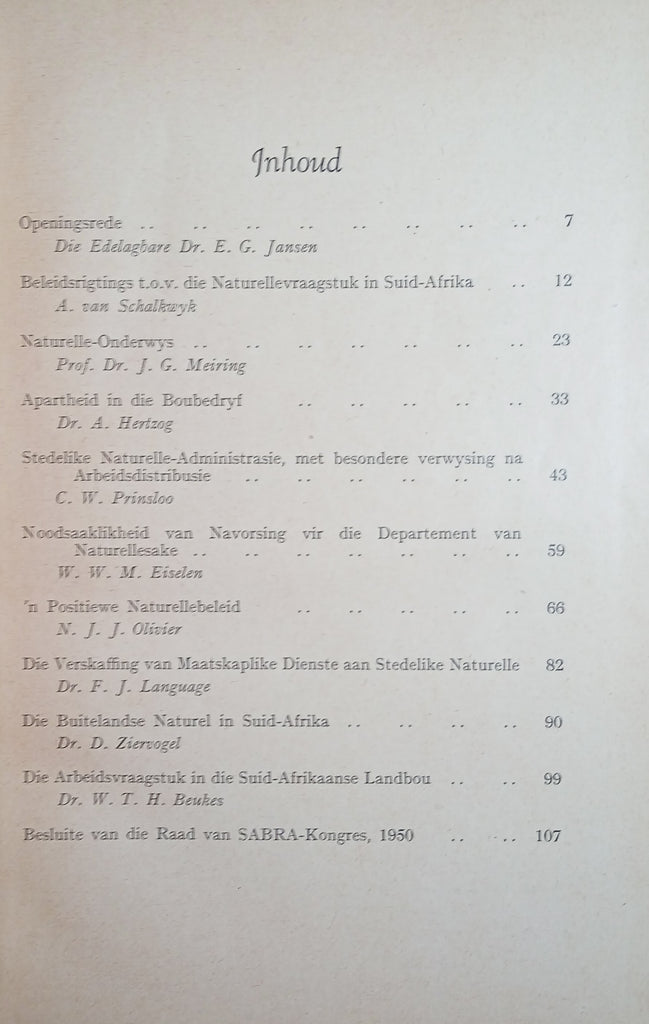 Inhoud
Openingsrede .. .. .. .. .. .. .. .. 7
Die Edelagbare Dr. E. G. Jansen
Beleidsrigtings t.o.v. die Naturellevraagstuk in Suid-Afrika .. 12
A. van Schalkwyk
Naturelle-Onderwys .. .. .. .. .. .. .. 23
Prof. Dr. J. G. Meiring
Apartheid in die Boubedryf .. .. .. .. .. 33
Dr. A. Hertzog
Stedelike Naturelle-Administrasie, met besondere verwysing na
Arbeidsdistribusie .. .. .. .. .. .. 43
C. W. Prinsloo
Noodsaaklikheid van Navorsing vir die Departement van
Naturellesake .. .. .. .. .. .. .. 59
W. W. M. Eiselen
'n Positiewe Naturellebeleid .. .. .. .. .. 66
N. J. J. Olivier
Die Verskaffing van Maatskaplike Dienste aan Stedelike Naturelle 82
Dr. F. J. Language
Die Buitelandse Naturel in Suid-Afrika .. .. .. .. 90
Dr. D. Ziervogel
Die Arbeidsvraagstuk in die Suid-Afrikaanse Landbou .. .. 99
Dr. W. T. H. Beukes
Besluite van die Raad van SABRA-Kongres, 1950 .. .. 107